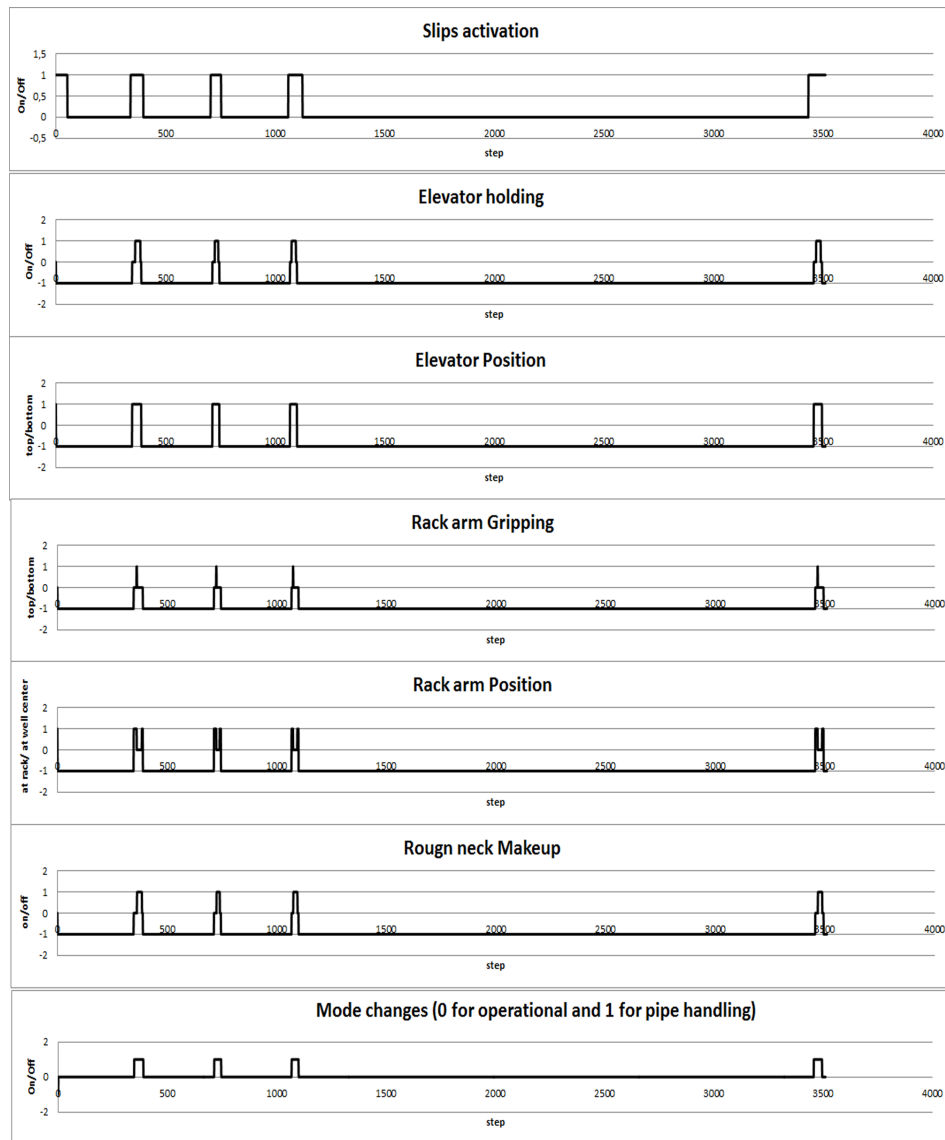 Slips activation
1,5
1
0,5
0
-0,5
On/Off
0 500 1000 1500 2000 2500 3000 3500 4000
step
Elevator holding
2
1
0
-1
-2
On/Off
0 500 1000 1500 2000 2500 3000 3500 4000
step
Elevator Position
2
1
0
-1
-2
top/bottom
0 500 1000 1500 2000 2500 3000 3500 4000
step
Rack arm Gripping
2
1
0
-1
-2
top/bottom
0 500 1000 1500 2000 2500 3000 3500 4000
step
Rack arm Position
2
1
0
-1
-2
at rack/ at well center
0 500 1000 1500 2000 2500 3000 3500 4000
step
Rougn neck Makeup
2
1
0
-1
-2
on/off
0 500 1000 1500 2000 2500 3000 3500 4000
step
Mode changes (0 for operational and 1 for pipe handling)
2
0
-2
On/Off
0 500 1000 1500 2000 2500 3000 3500 4000
step